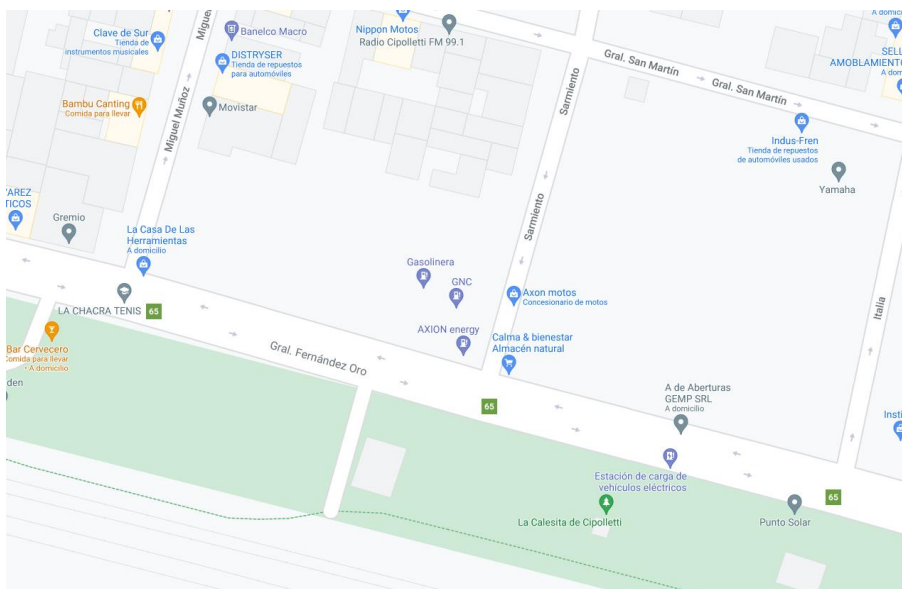 Nippon Motos
Radio Cipolletti FM 99.1
Clave de Sur
Tienda de
instrumentos musicales
Banelco Macro
DISTRYSER
Tienda de repuestos
para automóviles
AMOBLAMIENTO
Gral. San Martín
Gral. San Martín
Sarmiento
Miguel Muñoz
Bambu Canting
Comida para llevar
Movistar
Indus-Fren
Tienda de repuestos
de automóviles usados
Yamaha
Gremio
Sarmiento
La Casa De Las
Herramientas
A domicilio
Gasolinera
GNC
Axon motos
Concesionario de motos
Italia
LA CHACRA TENIS
65
AXION energy
Calma & bienestar
Almacén natural
Bar Cervecero
Comida para llevar
• A domicilio
Gral. Fernández Oro
A de Aberturas
GEMP SRL
A domicilio
65
Estación de carga de
vehículos eléctricos
65
La Calesita de Cipolletti
Punto Solar